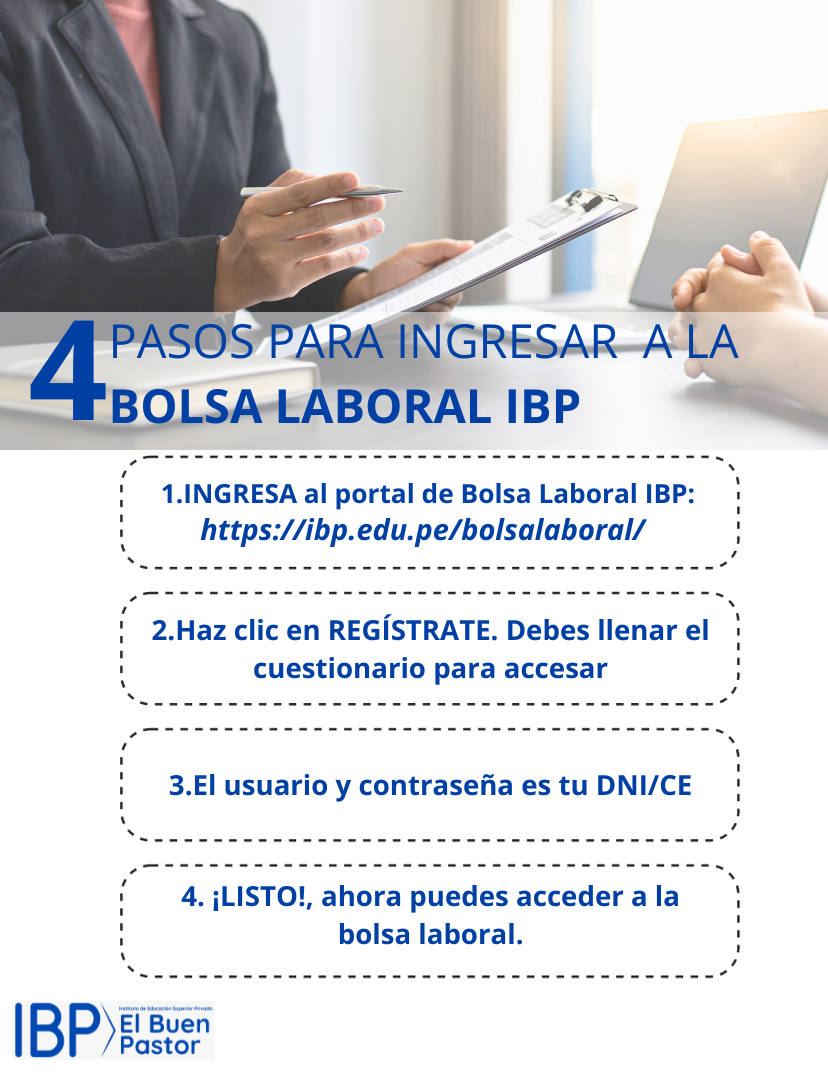 4 PASOS PARA INGRESAR A LA
BOLSA LABORAL IBP
1.INGRESA al portal de Bolsa Laboral IBP:
https://ibp.edu.pe/bolsalaboral/
2.Haz clic en REGÍSTRATE. Debes llenar el
cuestionario para accesar
3.El usuario y contraseña es tu DNI/CE
4. ¡LISTO!, ahora puedes acceder a la
bolsa laboral.
IBP
Instituto de Educación Superior Privado
El Buen
Pastor